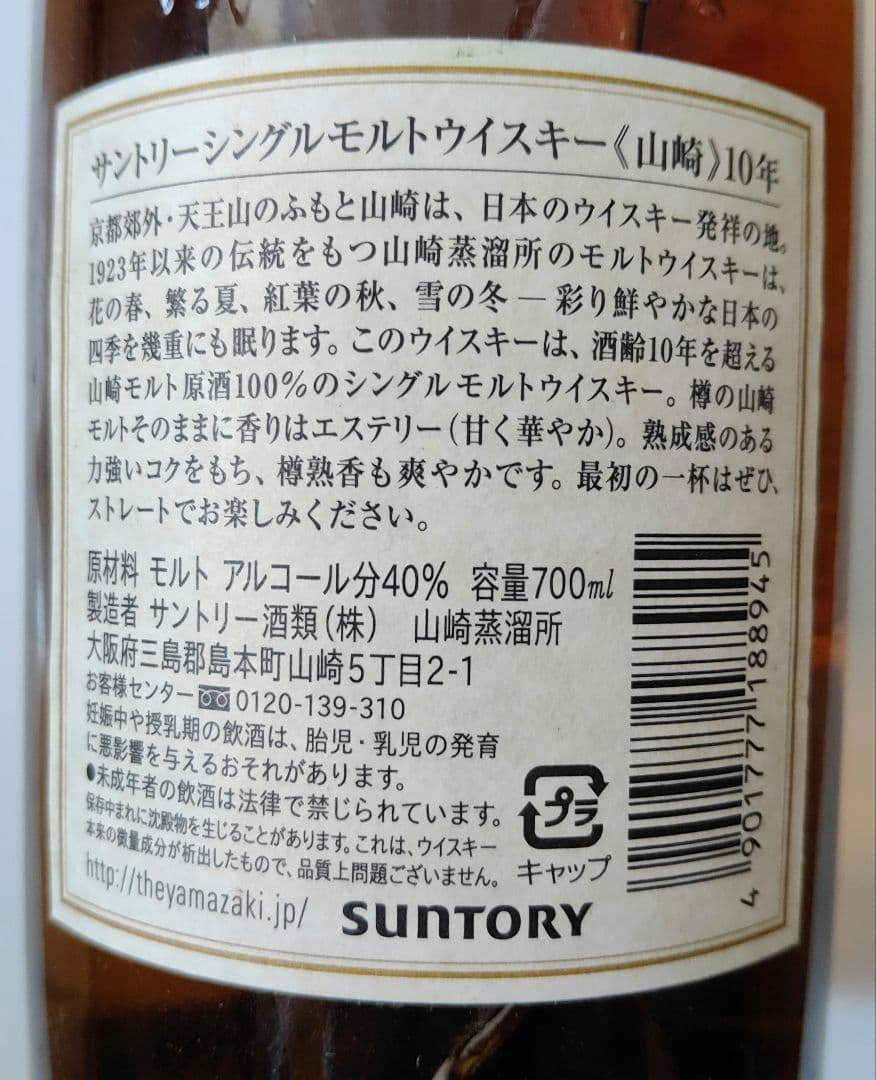 サントリーシングルモルトウイスキー《山崎》10年
京都郊外・天王山のふもと山崎は、日本のウイスキー発祥の地。
1923年以来の伝統をもつ山崎蒸溜所のモルトウイスキーは、
花の春、繁る夏、紅葉の秋、雪の冬 ― 彩り鮮やかな日本の
四季を幾重にも眠ります。このウイスキーは、酒齢10年を超える
山崎モルト原酒100%のシングルモルトウイスキー。樽の山崎
モルトそのままに香りはエステリー(甘く華やか)。熟成感のある
力強いコクをもち、樽熟香も爽やかです。最初の一杯はぜひ、
ストレートでお楽しみください。
原材料 モルト アルコール分40% 容量700ml
製造者 サントリー酒類(株) 山崎蒸溜所
大阪府三島郡島本町山崎5丁目2-1
お客様センター 0120-139-310
妊娠中や授乳期の飲酒は、胎児・乳児の発育
に悪影響を与えるおそれがあります。
●未成年者の飲酒は法律で禁じられています。
保存中まれに沈殿物を生じることがあります。これは、ウイスキー
本来の微量成分が析出したもので、品質上問題ございません。
http://theyamazaki.jp/
SUNTORY
プラ
キャップ
4 901777 188945